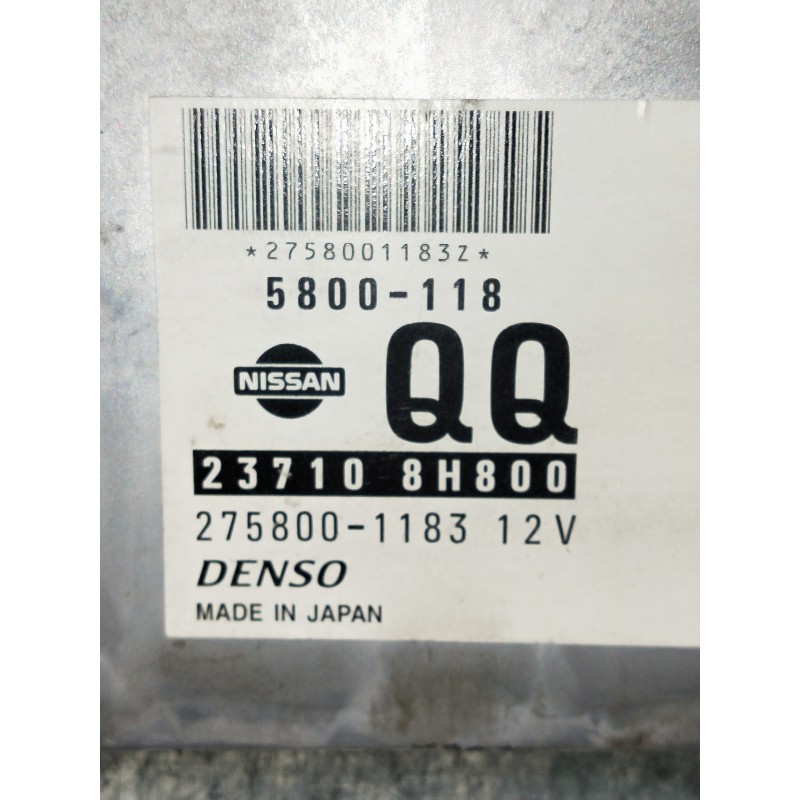 *2758001183Z*
5800-118
NISSAN
QQ
23710 8H800
275800-1183 12V
DENSO
MADE IN JAPAN